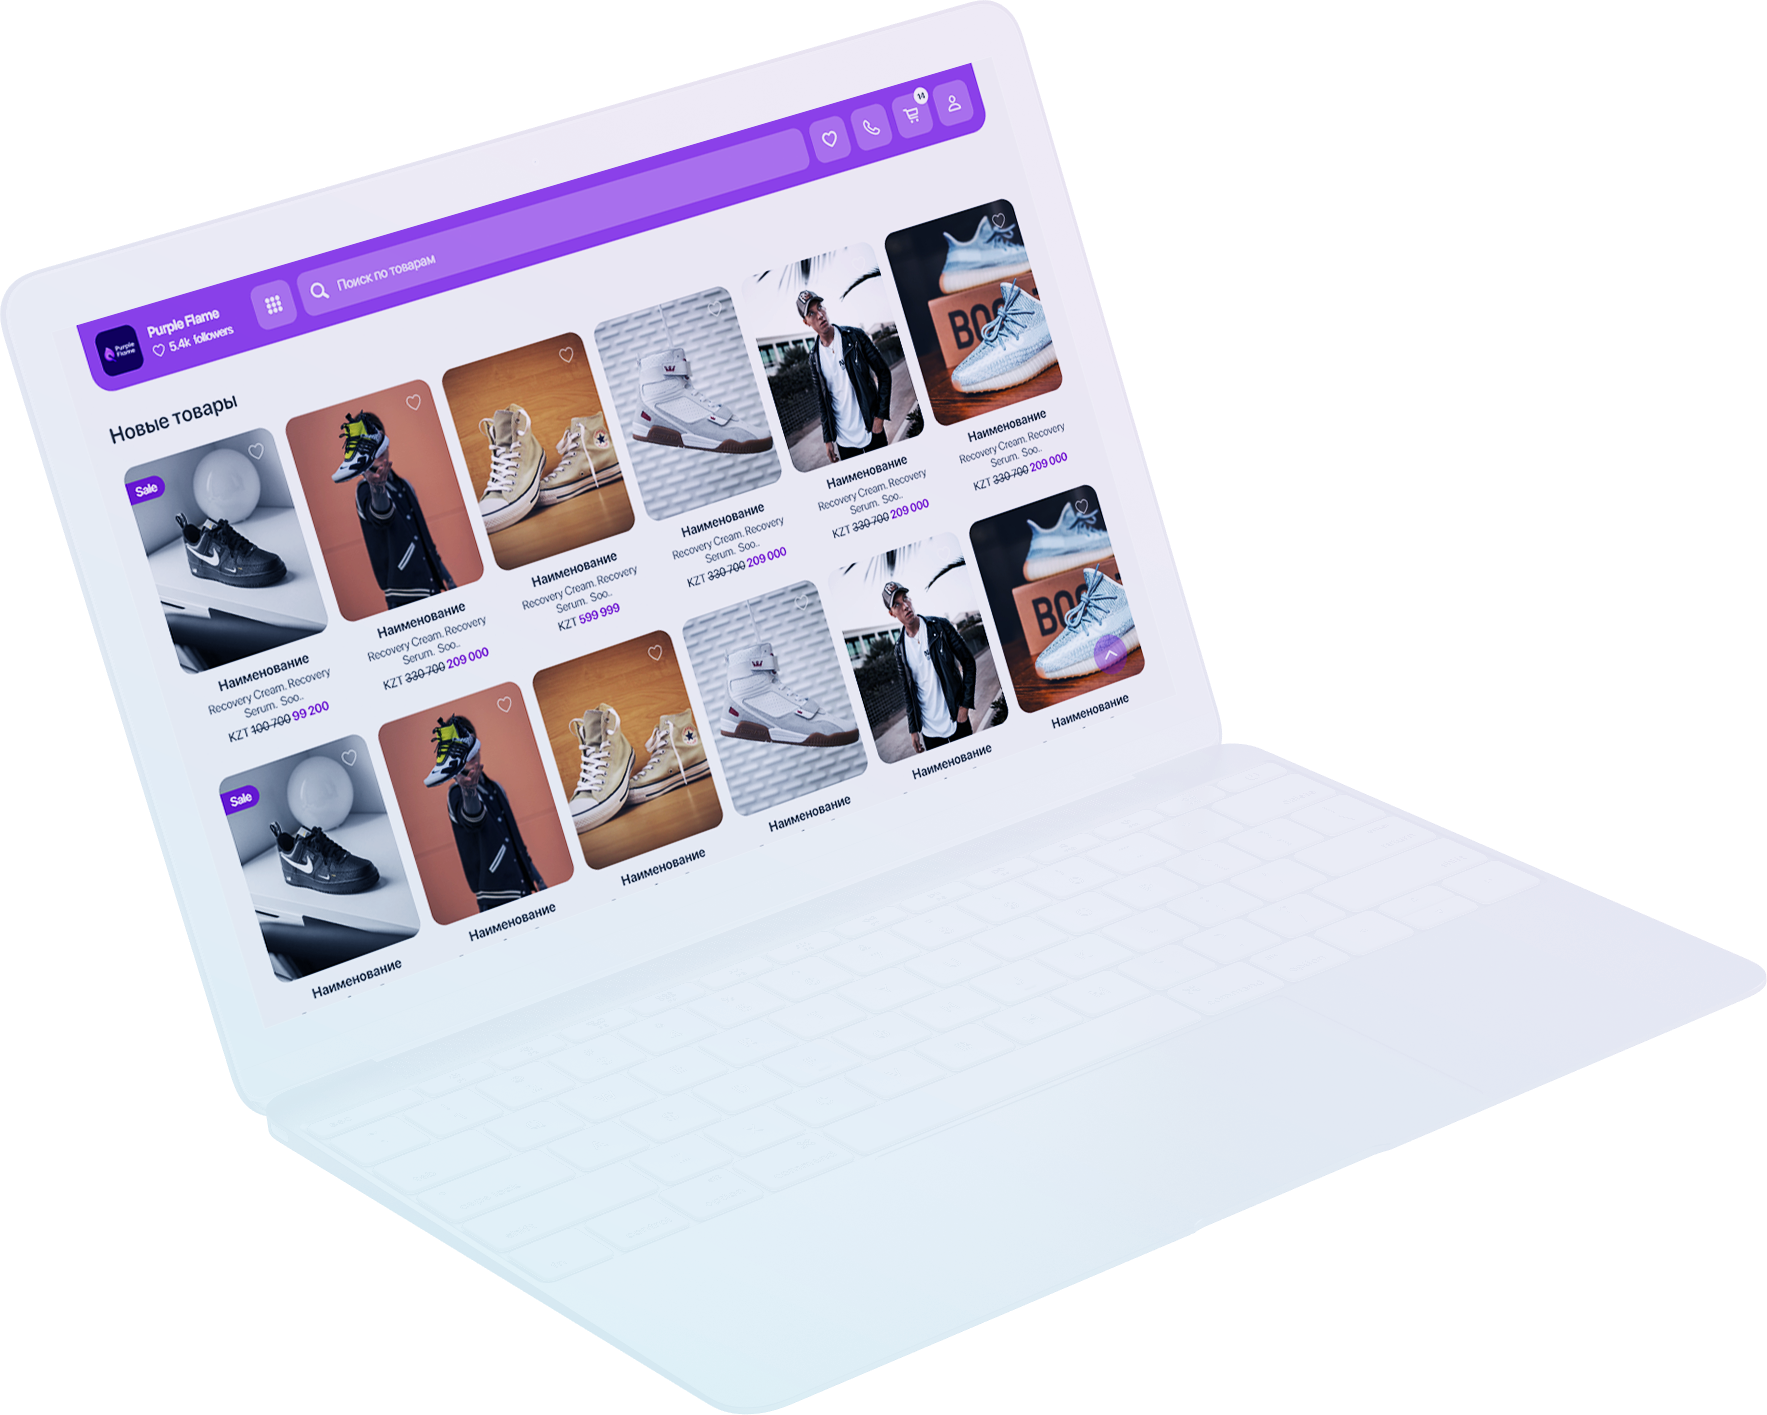 Purple Flame
Purple Flame
5.4k followers
Поиск по товарам
14
Новые товары
Sale
Наименование
Recovery Cream. Recovery
Serum. Soo..
KZT 100 700 99 200
Наименование
Recovery Cream. Recovery
Serum. Soo..
KZT 330 700 209 000
Наименование
Recovery Cream. Recovery
Serum. Soo..
KZT 599 999
Наименование
Recovery Cream. Recovery
Serum. Soo..
KZT 330 700 209 000
Наименование
Recovery Cream. Recovery
Serum. Soo..
KZT 330 700 209 000
BOO
Наименование
Recovery Cream. Recovery
Serum. Soo..
KZT 330 700 209 000
Sale
Наименование
Наименование
Наименование
Наименование
Наименование
BOO
Наименование